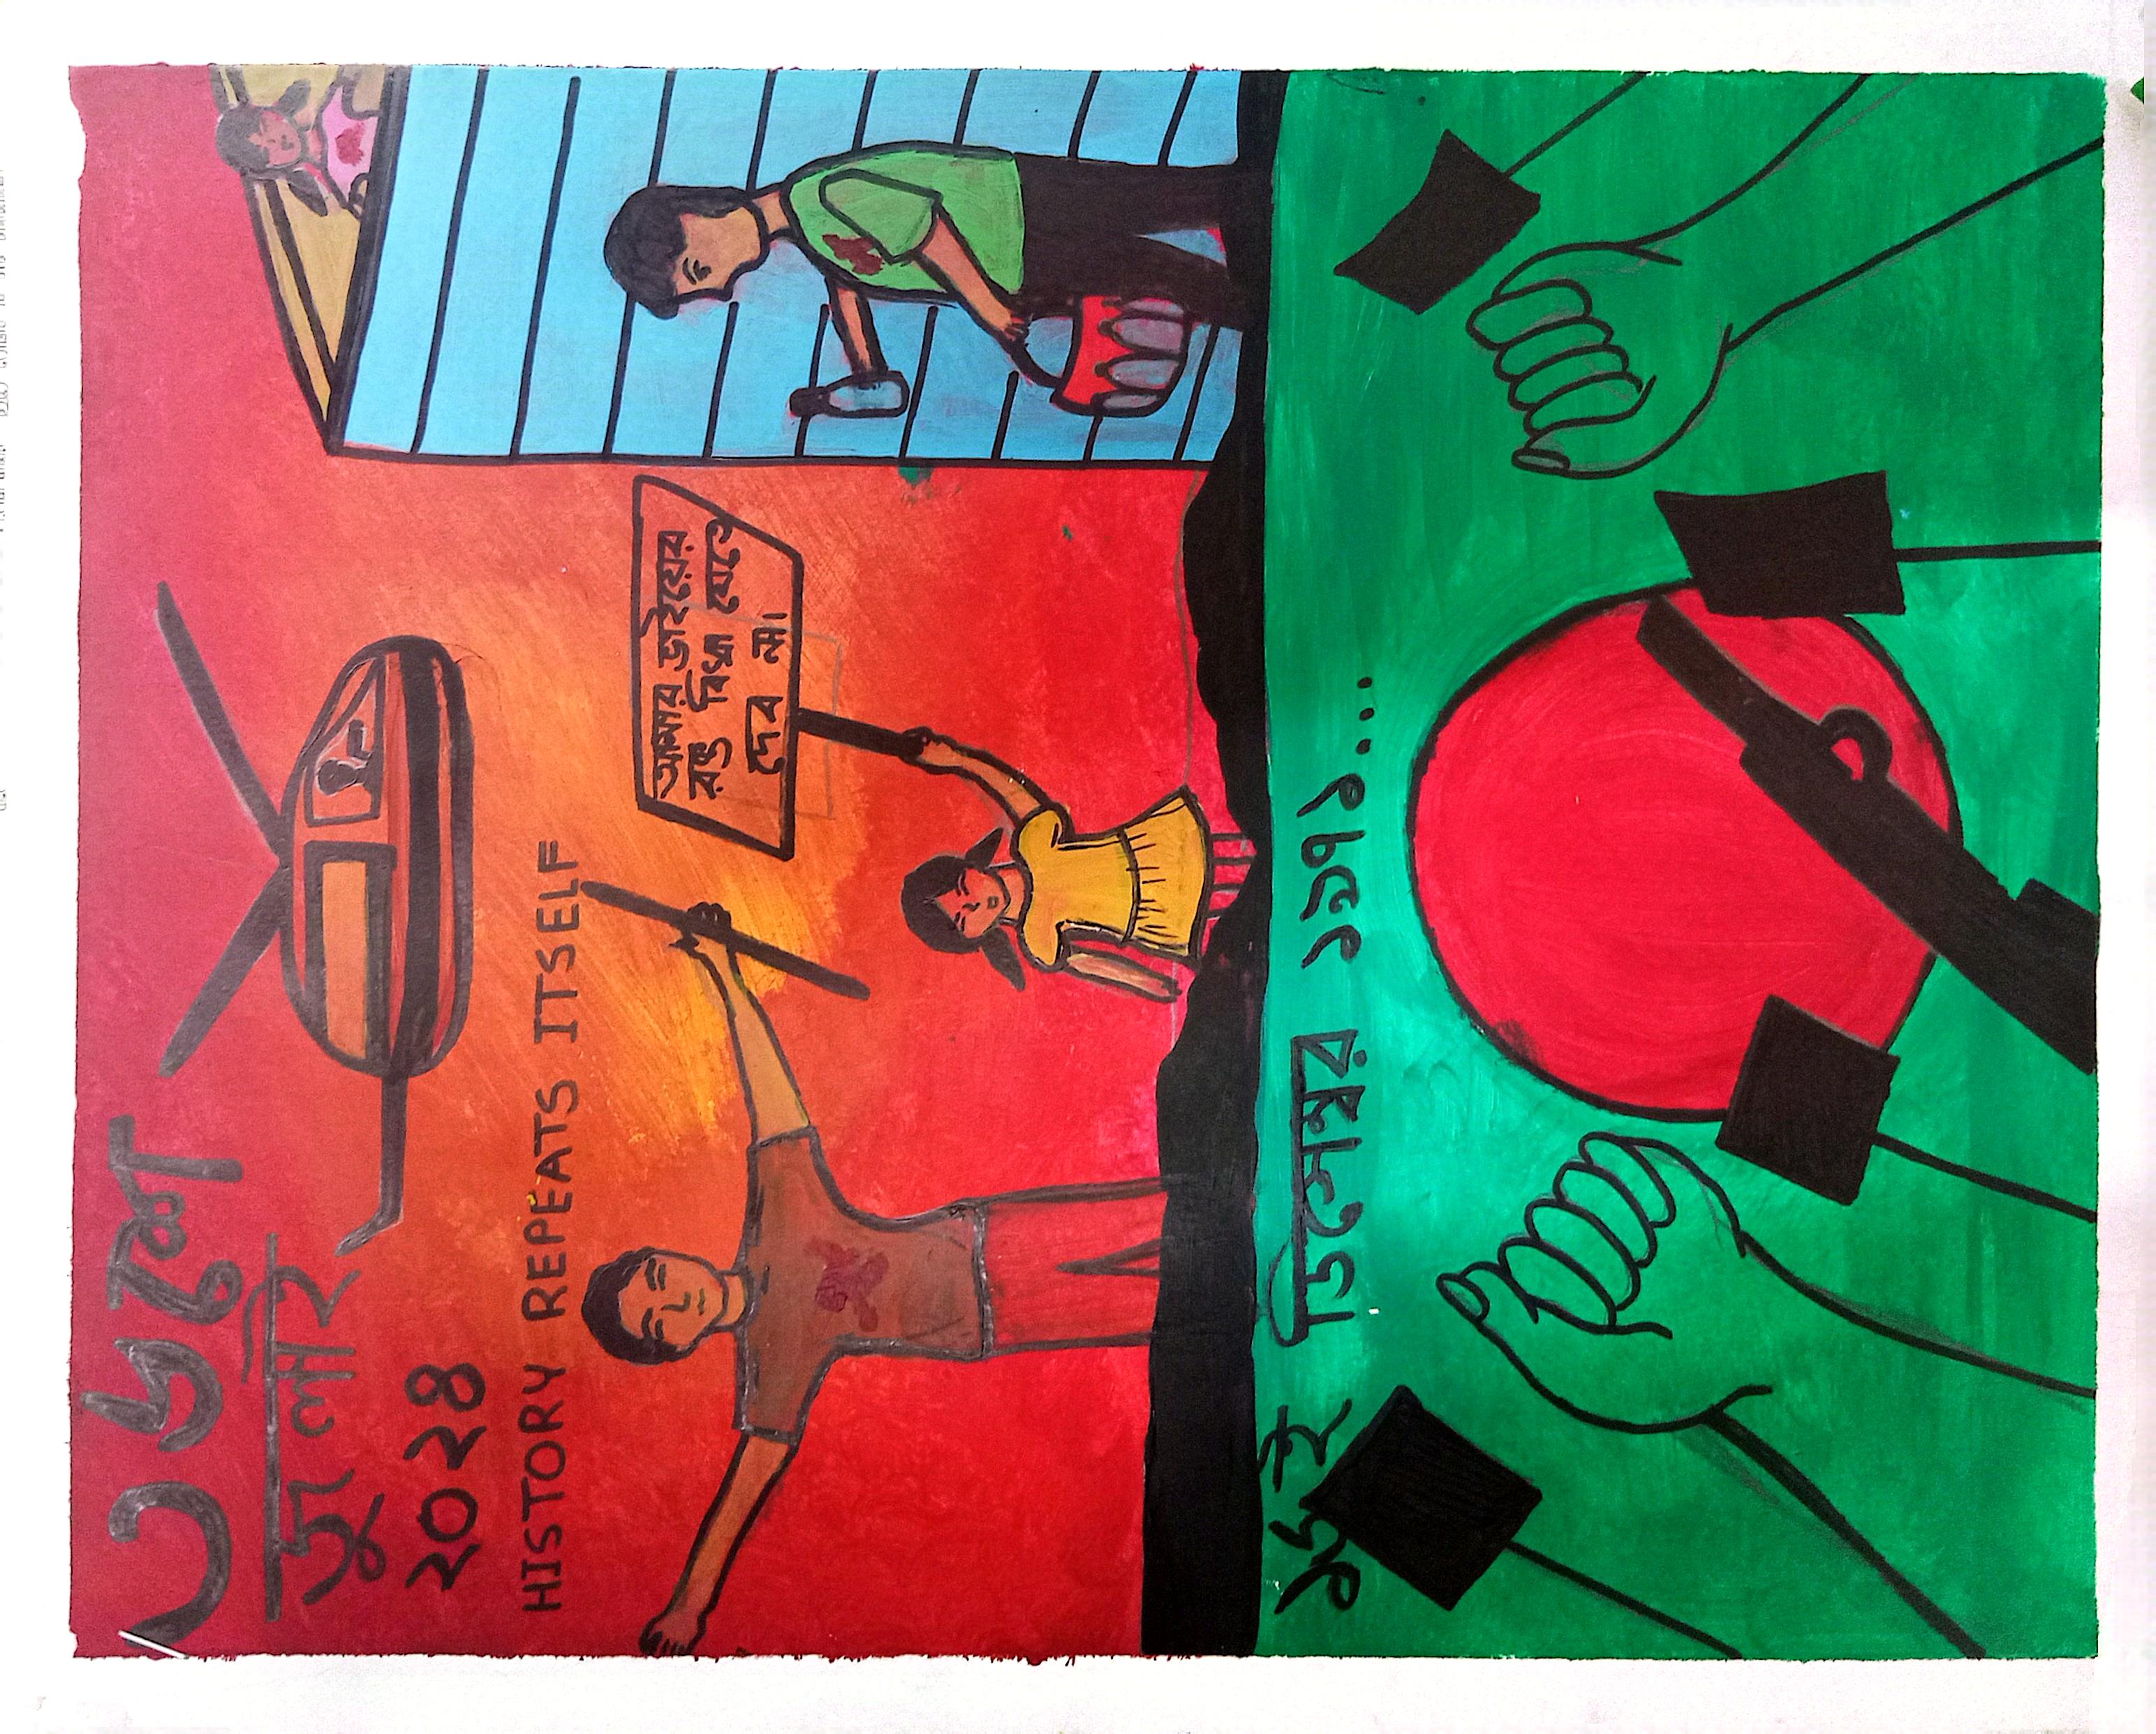 ৩৬শে
জুলাই
২০২৪
HISTORY REPEATS ITSELF
আমার ভাইয়ের
রক্ত বিথা যেতে
দেব না।
১৬ই ডিসেম্বর ১৯৭১...